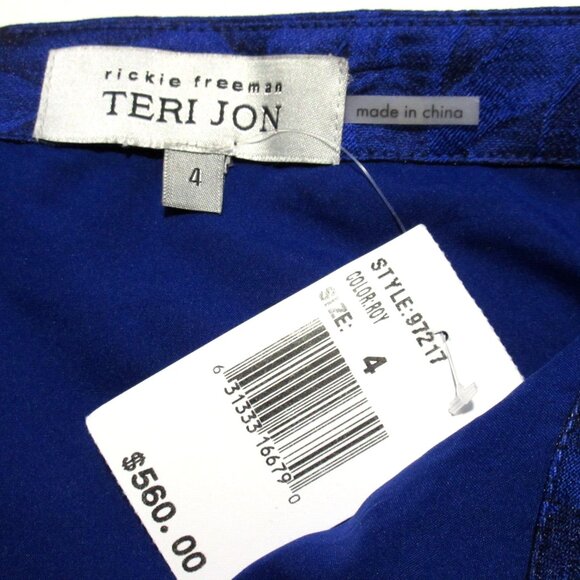 rickie freeman
TERI JON
made in china
4
STYLE:97217
COLOR:ROY
SIZE: 4
6 31333 16679 0
$560.00